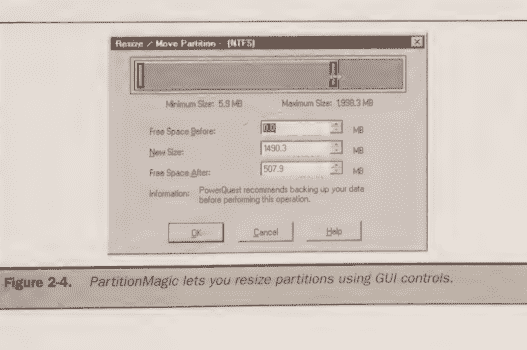 Resize / Move Partition - (NTFS)
Minimum Size: 5.9 MB Maximum Size: 1,998.3 MB
Free Space Before: 0.0 MB
New Size: 1490.3 MB
Free Space After: 507.9 MB
Information: PowerQuest recommends backing up your data
before performing this operation.
OK Cancel Help
Figure 2-4. PartitionMagic lets you resize partitions using GUI controls.